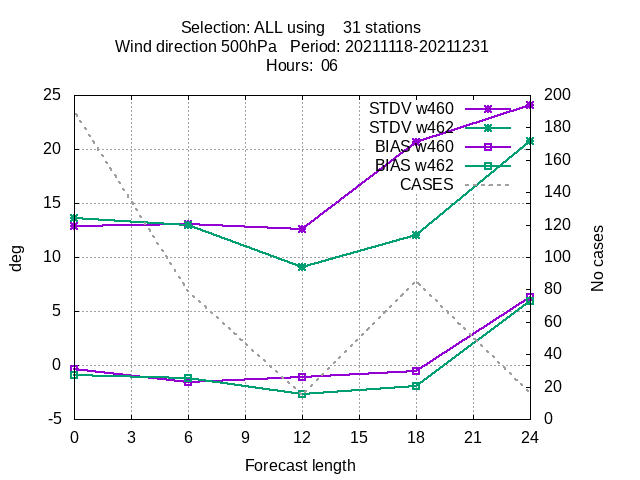 Selection: ALL using    31 stations
Wind direction 500hPa   Period: 20211118-20211231
Hours:  06
STDV w460
STDV w462
BIAS w460
BIAS w462
CASES
25
20
15
10
5
0
-5
deg
200
180
160
140
120
100
80
60
40
20
0
No cases
0 3 6 9 12 15 18 21 24
Forecast length